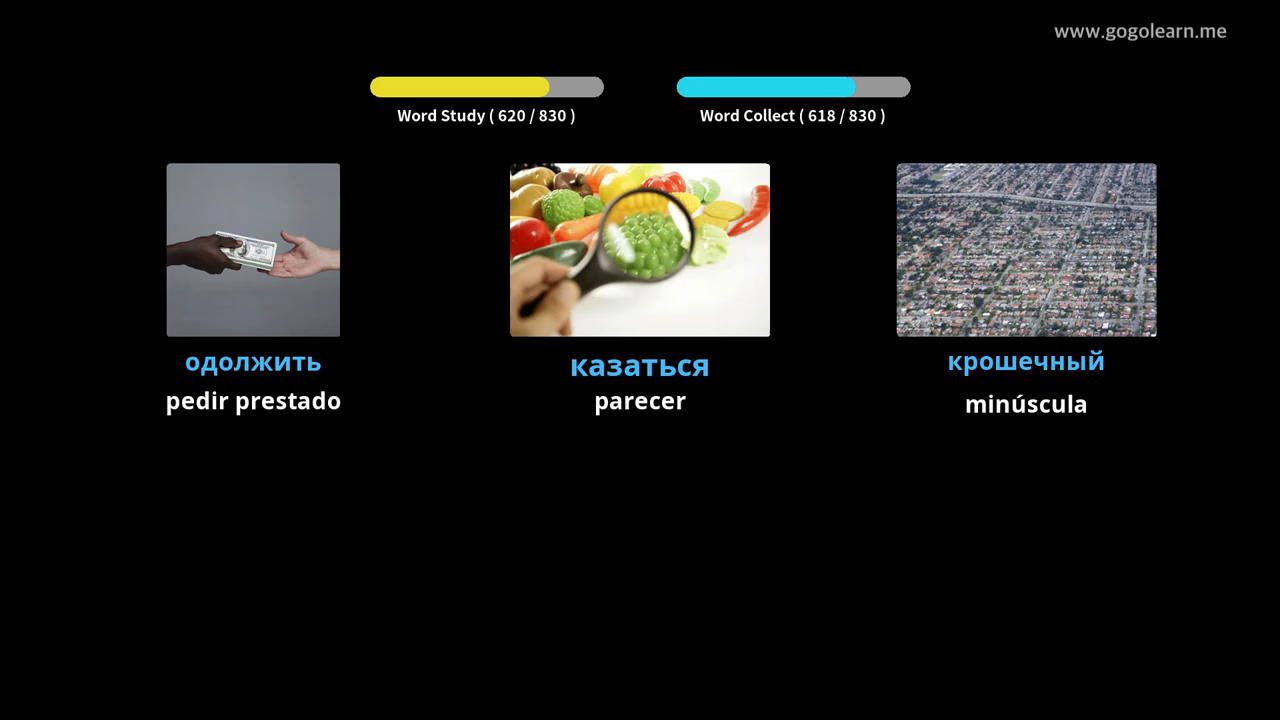 www.gogolearn.me
Word Study ( 620 / 830 )
Word Collect ( 618 / 830 )
одолжить
pedir prestado
казаться
parecer
крошечный
minúscula